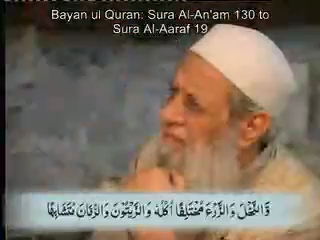 Bayan ul Quran: Sura Al-An'am 130 to
Sura Al-Aaraf 19
وَّالنَّخْلَ وَالزَّرْعَ مُخْتَلِفًا اُكُلُهٗ وَالزَّيْتُوْنَ وَالرُّمَّانَ مُتَشَابِهًا